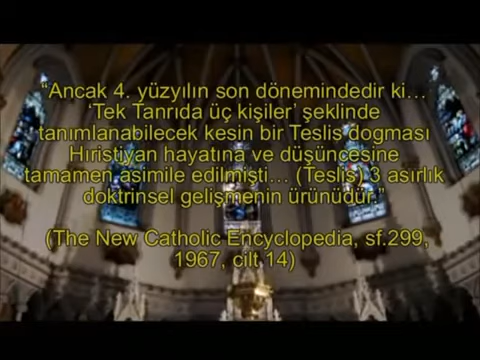 “Ancak 4. yüzyılın son dönemindedir ki…
‘Tek Tanrıda üç kişiler’ şeklinde
tanımlanabilecek kesin bir Teslis dogması
Hıristiyan hayatına ve düşüncesine
tamamen asimile edilmişti… (Teslis) 3 asırlık
doktrinsel gelişmenin ürünüdür.”
(The New Catholic Encyclopedia, sf.299,
1967, cilt 14)